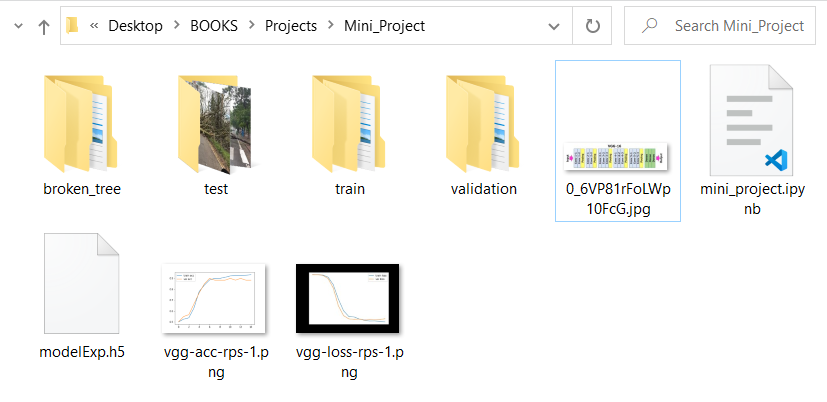 « Desktop > BOOKS > Projects > Mini_Project
Search Mini_Project
broken_tree
test
train
validation
0_6VP81rFoLWp
10FcG.jpg
mini_project.ipy
nb
modelExp.h5
vgg-acc-rps-1.p
ng
vgg-loss-rps-1.p
ng